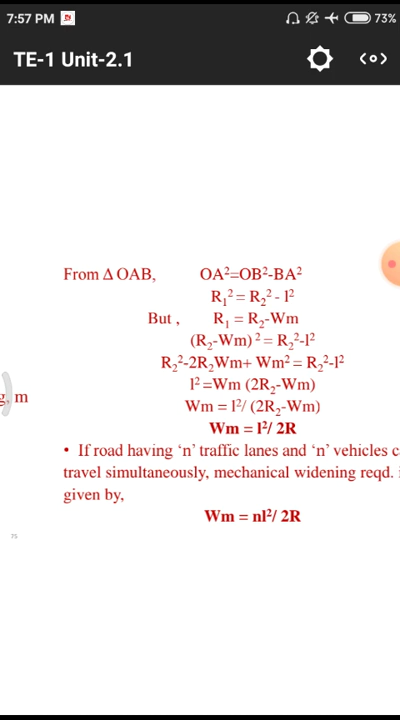 7:57 PM
73%
TE-1 Unit-2.1
From Δ OAB, OA²=OB²-BA²
R₁² = R₂² - l²
But , R₁ = R₂-Wm
(R₂-Wm) ² = R₂²-l²
R₂²-2R₂Wm+ Wm² = R₂²-l²
l² =Wm (2R₂-Wm)
Wm = l²/ (2R₂-Wm)
g, m
Wm = l²/ 2R
• If road having ‘n’ traffic lanes and ‘n’ vehicles
travel simultaneously, mechanical widening reqd.
given by,
Wm = nl²/ 2R
75